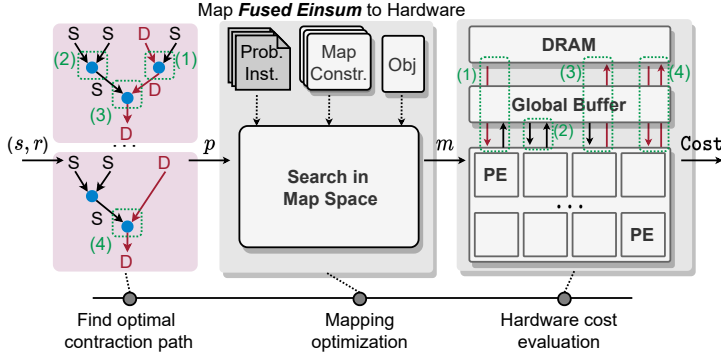 Map Fused Einsum to Hardware
S S D S
(2) (1)
S D
(3)
D
...
(s, r)
S S D
S
(4)
D
p
Prob.
Inst.
Map
Constr.
Obj
Search in
Map Space
m
DRAM
(1) (3) (4)
Global Buffer
(2)
PE
...
PE
Cost
Find optimal
contraction path
Mapping
optimization
Hardware cost
evaluation